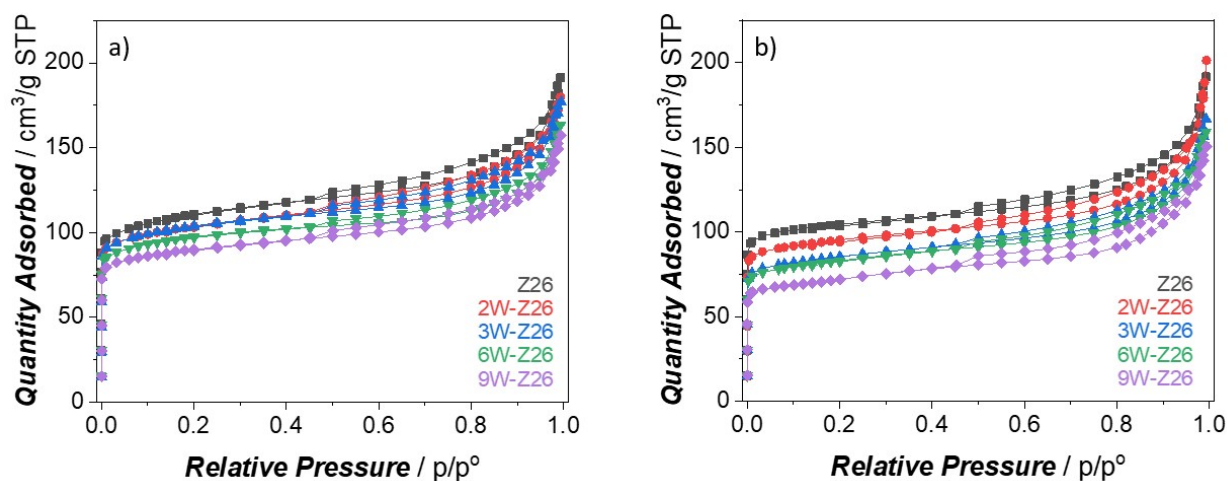 a)
Quantity Adsorbed / cm³/g STP
200
150
100
50
0
Z26
2W-Z26
3W-Z26
6W-Z26
9W-Z26
0.0 0.2 0.4 0.6 0.8 1.0
Relative Pressure / p/pº
b)
Quantity Adsorbed / cm³/g STP
200
150
100
50
0
Z26
2W-Z26
3W-Z26
6W-Z26
9W-Z26
0.0 0.2 0.4 0.6 0.8 1.0
Relative Pressure / p/pº